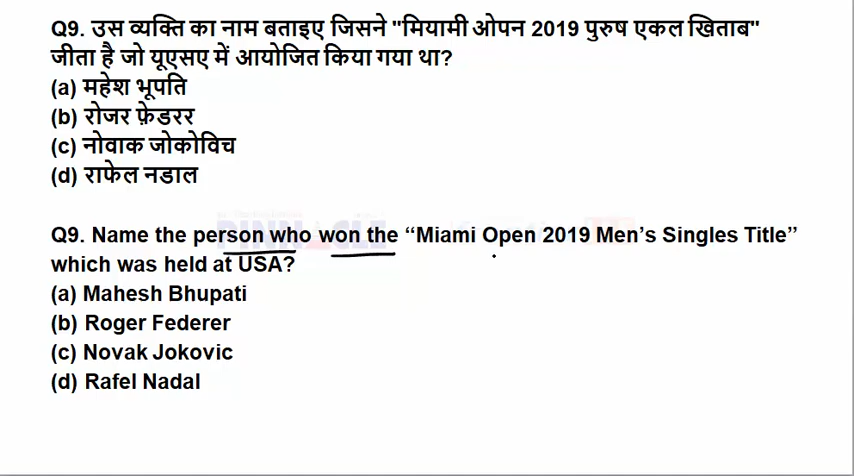 Q9. उस व्यक्ति का नाम बताइए जिसने "मियामी ओपन 2019 पुरुष एकल खिताब"
जीता है जो यूएसए में आयोजित किया गया था?
(a) महेश भूपति
(b) रोजर फ़ेडरर
(c) नोवाक जोकोविच
(d) राफेल नडाल
Q9. Name the person who won the “Miami Open 2019 Men’s Singles Title”
which was held at USA?
(a) Mahesh Bhupati
(b) Roger Federer
(c) Novak Jokovic
(d) Rafel Nadal